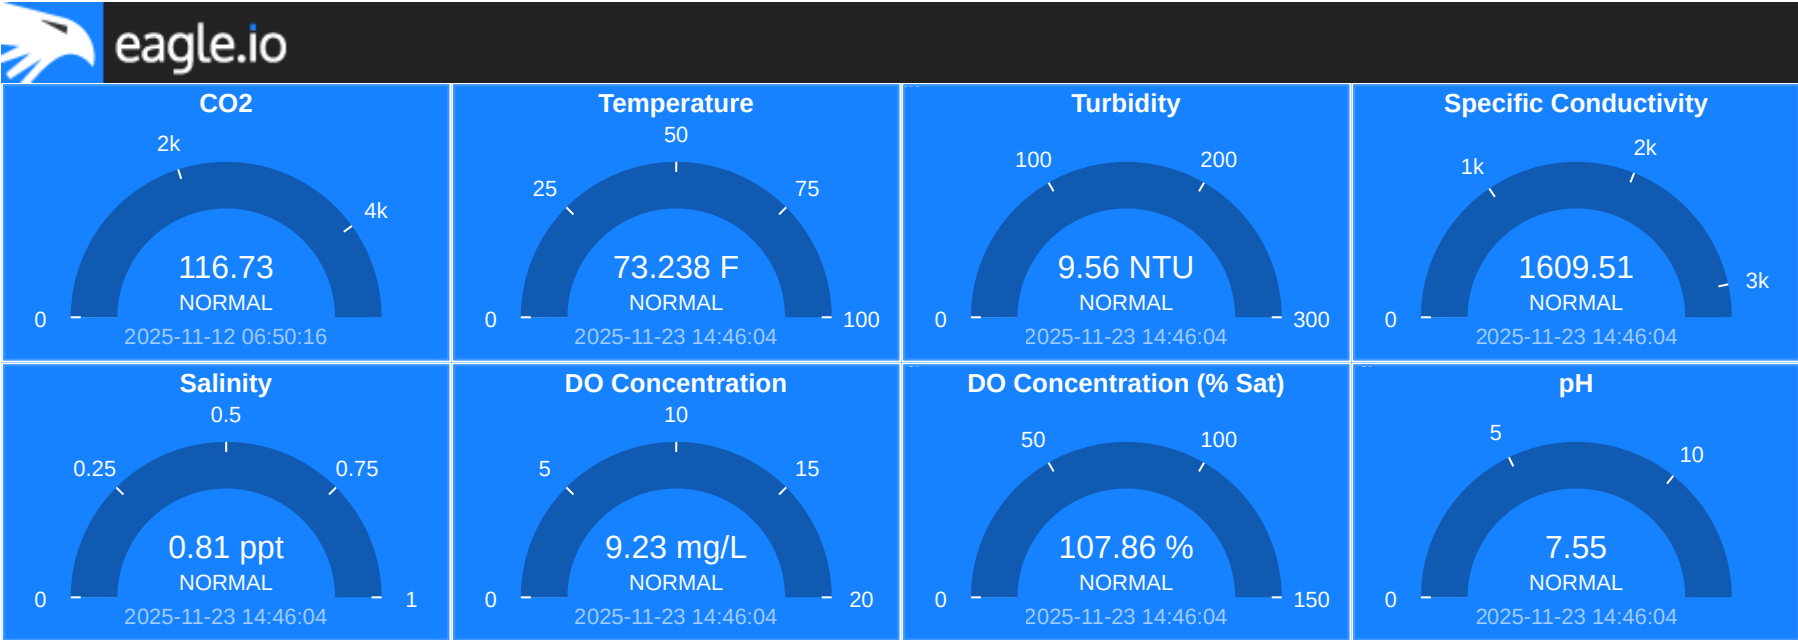 eagle.io
CO2
2k
4k
0
116.73
NORMAL
2025-11-12 06:50:16
Temperature
50
25
75
0
100
73.238 F
NORMAL
2025-11-23 14:46:04
Turbidity
100
200
0
300
9.56 NTU
NORMAL
2025-11-23 14:46:04
Specific Conductivity
1k
2k
3k
0
1609.51
NORMAL
2025-11-23 14:46:04
Salinity
0.5
0.25
0.75
0
1
0.81 ppt
NORMAL
2025-11-23 14:46:04
DO Concentration
10
5
15
0
20
9.23 mg/L
NORMAL
2025-11-23 14:46:04
DO Concentration (% Sat)
50
100
0
150
107.86 %
NORMAL
2025-11-23 14:46:04
pH
5
10
0
7.55
NORMAL
2025-11-23 14:46:04